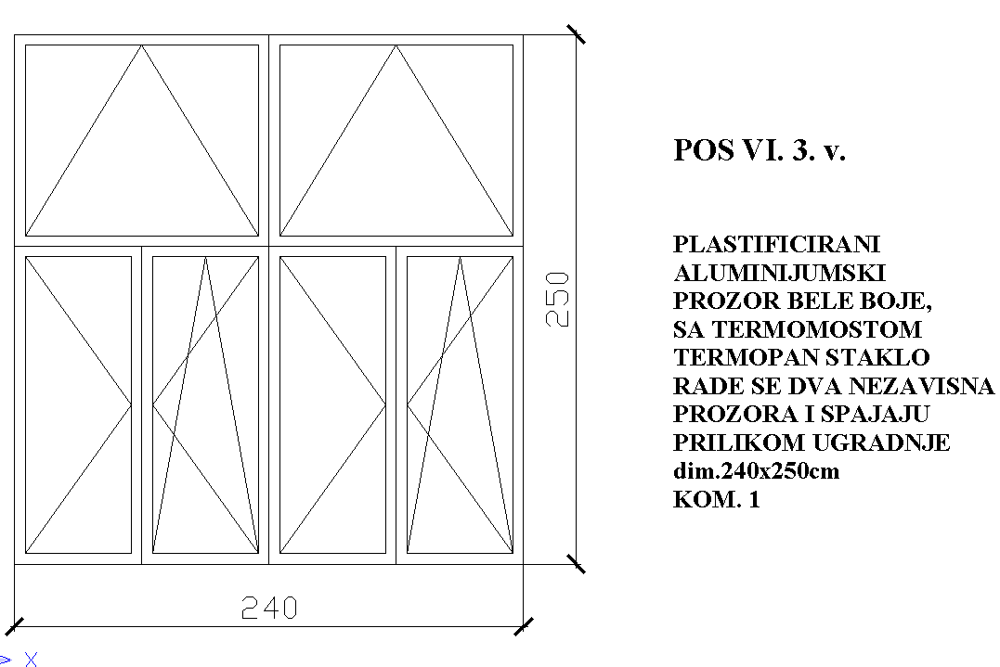 POS VI. 3. v.
PLASTIFICIRANI
ALUMINIJUMSKI
PROZOR BELE BOJE,
SA TERMOMOSTOM
TERMOPAN STAKLO
RADE SE DVA NEZAVISNA
PROZORA I SPAJAJU
PRILIKOM UGRADNJE
dim.240x250cm
KOM. 1
250
240
X